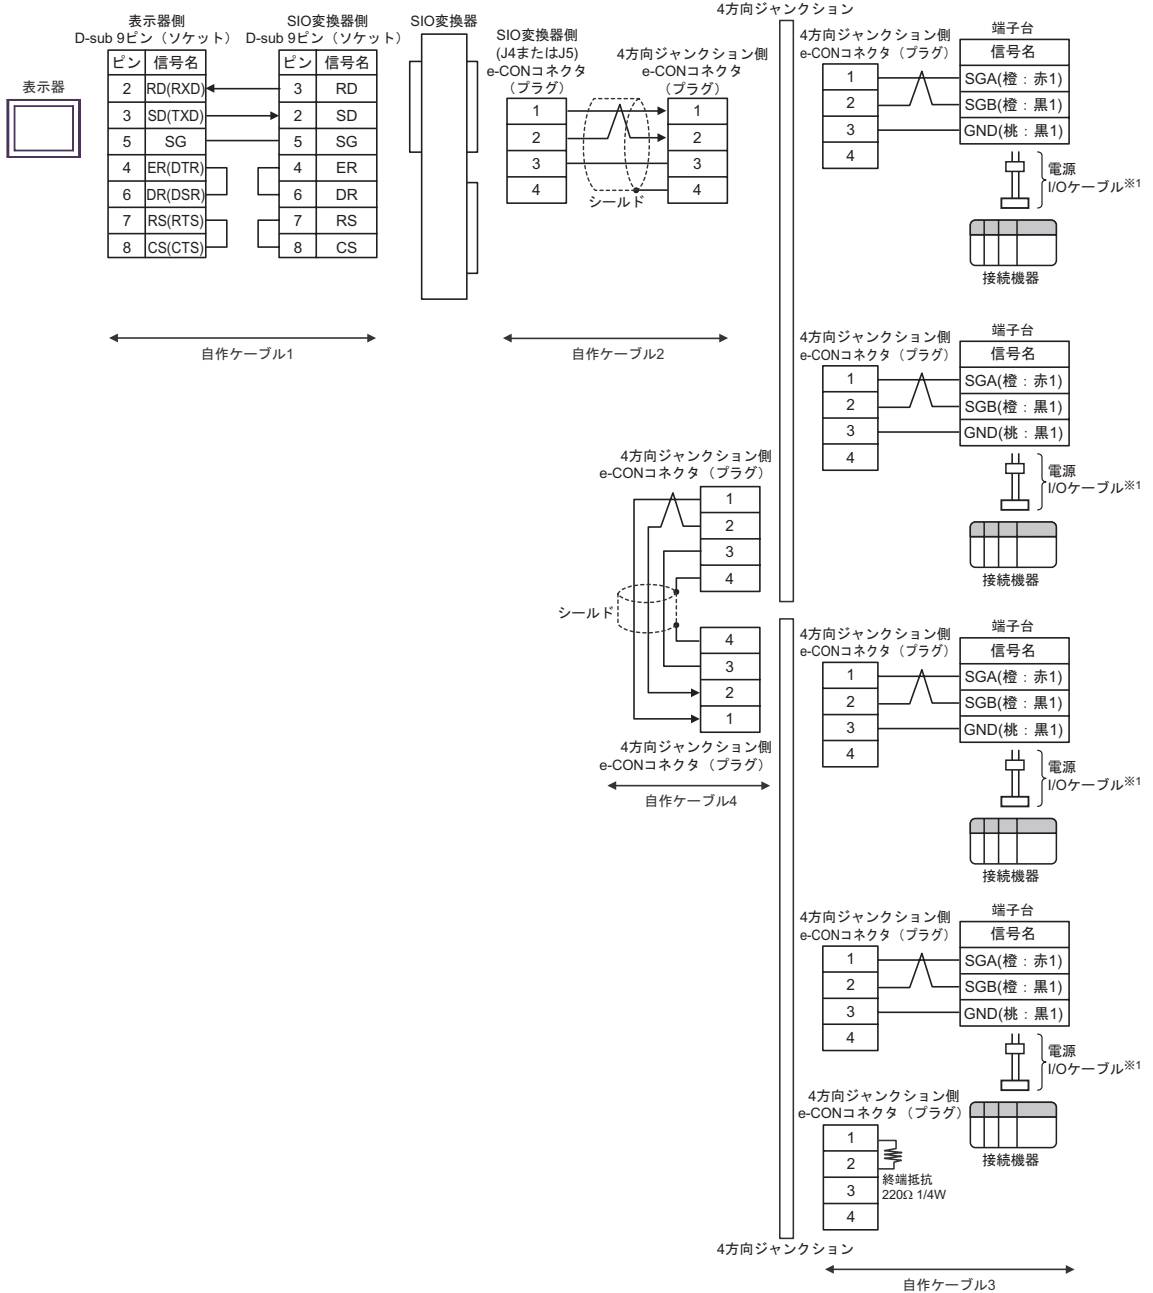 4方向ジャンクション
表示器側
D-sub 9ピン（ソケット）
SIO変換器側
D-sub 9ピン（ソケット）
SIO変換器
表示器
ピン 信号名
2 RD(RXD)
3 SD(TXD)
5 SG
4 ER(DTR)
6 DR(DSR)
7 RS(RTS)
8 CS(CTS)
ピン 信号名
3 RD
2 SD
5 SG
4 ER
6 DR
7 RS
8 CS
自作ケーブル1
SIO変換器側
(J4またはJ5)
e-CONコネクタ
（プラグ）
1
2
3
4
4方向ジャンクション側
e-CONコネクタ
（プラグ）
1
2
3
4
シールド
自作ケーブル2
4方向ジャンクション側
e-CONコネクタ（プラグ）
1
2
3
4
シールド
4
3
2
1
4方向ジャンクション側
e-CONコネクタ（プラグ）
自作ケーブル4
4方向ジャンクション側
e-CONコネクタ（プラグ）
1
2
3
4
端子台
信号名
SGA(橙：赤1)
SGB(橙：黒1)
GND(桃：黒1)
電源
I/Oケーブル※1
接続機器
4方向ジャンクション側
e-CONコネクタ（プラグ）
1
2
3
4
端子台
信号名
SGA(橙：赤1)
SGB(橙：黒1)
GND(桃：黒1)
電源
I/Oケーブル※1
接続機器
4方向ジャンクション側
e-CONコネクタ（プラグ）
1
2
3
4
端子台
信号名
SGA(橙：赤1)
SGB(橙：黒1)
GND(桃：黒1)
電源
I/Oケーブル※1
接続機器
4方向ジャンクション側
e-CONコネクタ（プラグ）
1
2
3
4
端子台
信号名
SGA(橙：赤1)
SGB(橙：黒1)
GND(桃：黒1)
電源
I/Oケーブル※1
接続機器
4方向ジャンクション側
e-CONコネクタ（プラグ）
1
2
3
4
終端抵抗
220Ω 1/4W
4方向ジャンクション
自作ケーブル3